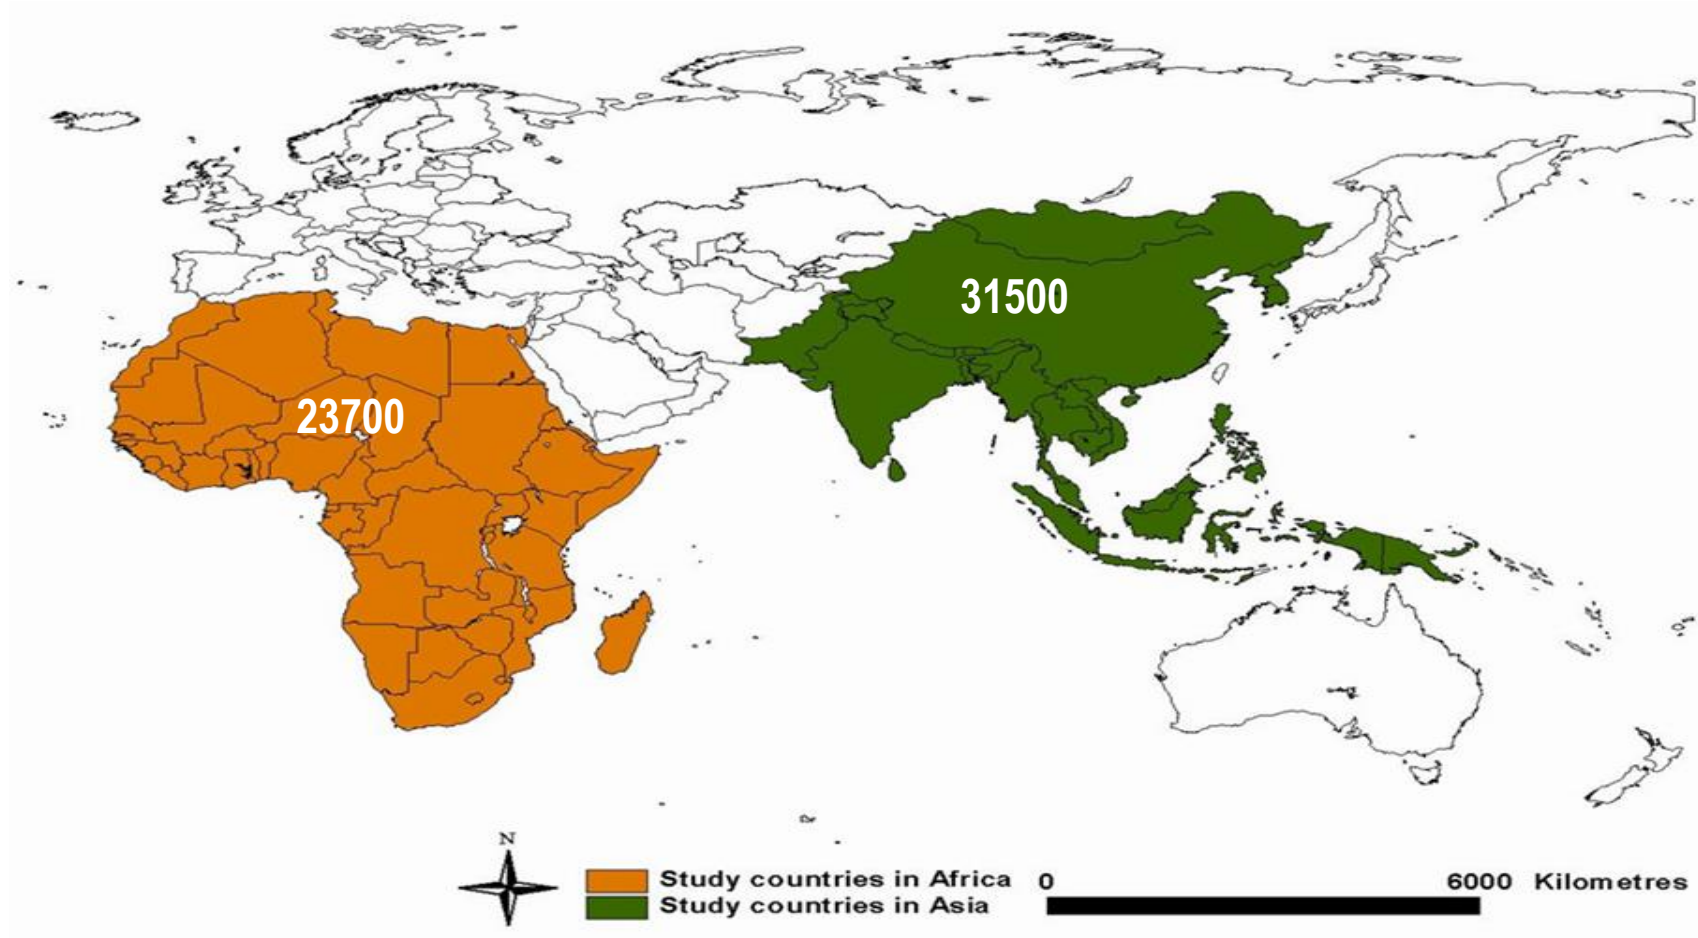 31500
23700
N
Study countries in Africa
Study countries in Asia
0 6000 Kilometres